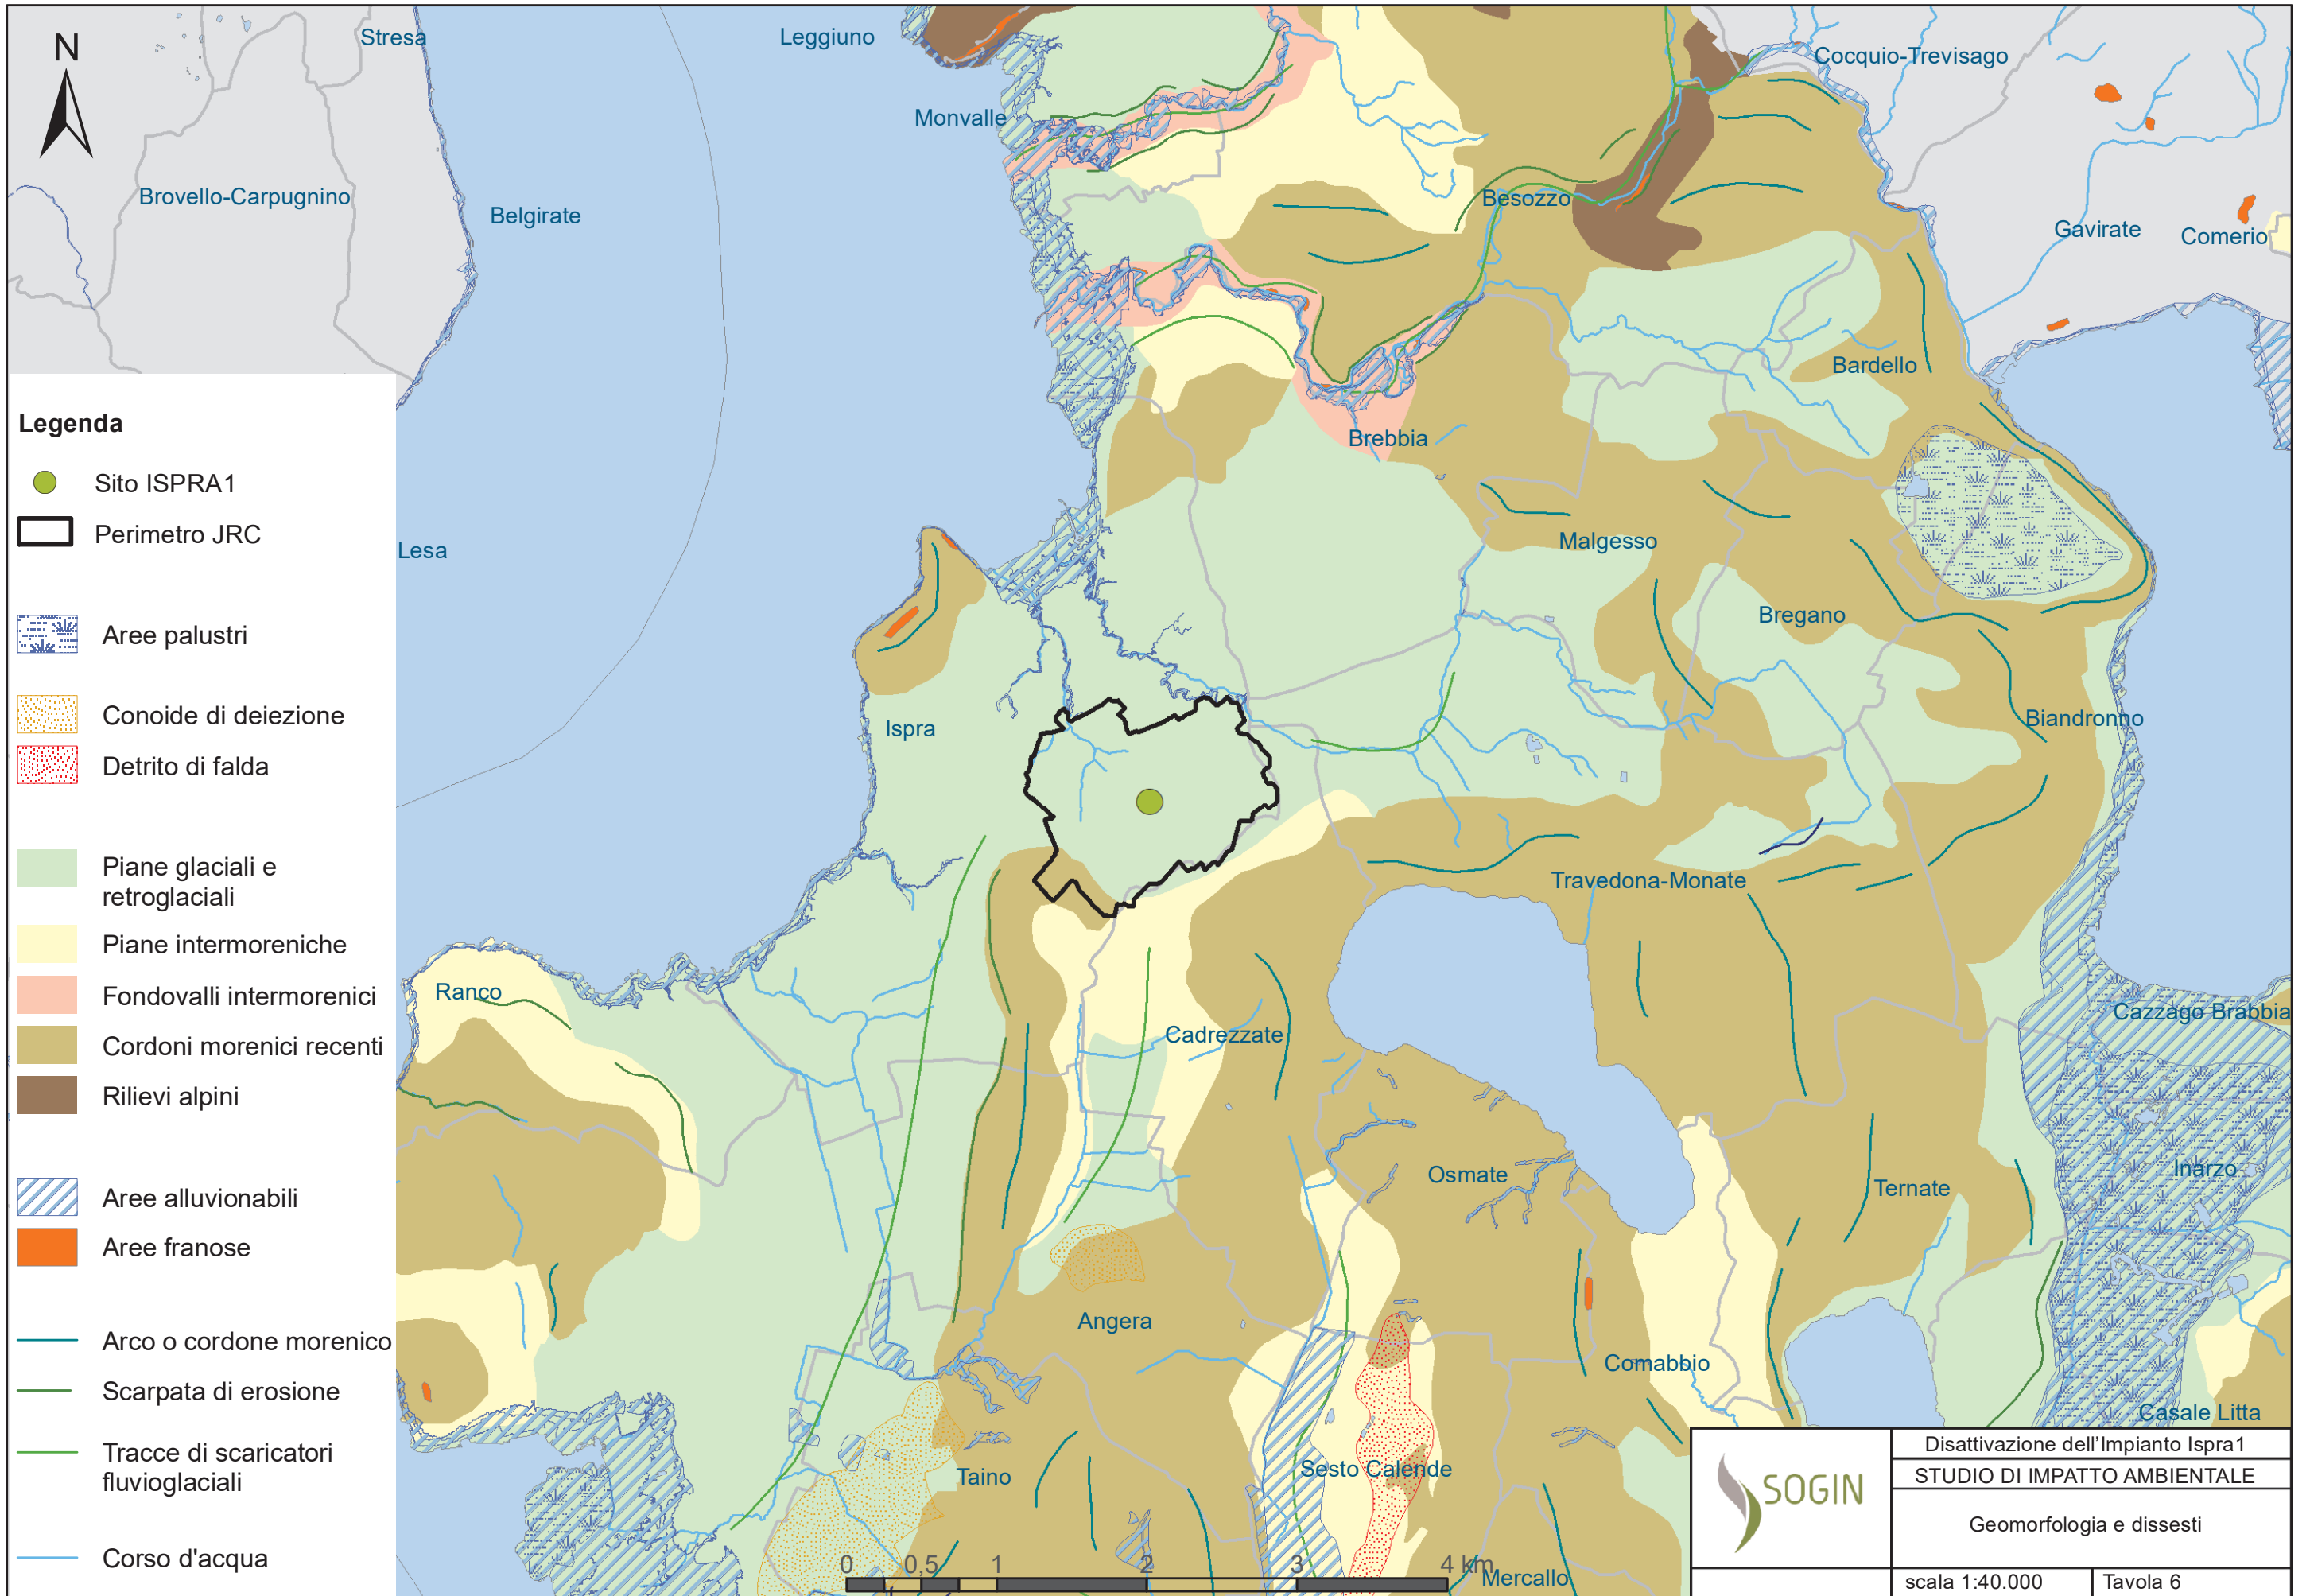 N
Stresa
Leggiuno
Cocquio-Trevisago
Monvalle
Brovello-Carpugnino
Belgirate
Besozzo
Gavirate
Comerio
Bardello
Brebbia
Lesa
Malgesso
Bregano
Ispra
Biandronno
Travedona-Monate
Ranco
Cadrezzate
Cazzago Brabbia
Osmate
Ternate
Inarzo
Angera
Comabbio
Casale Litta
Taino
Sesto Calende
Mercallo
Legenda
Sito ISPRA1
Perimetro JRC
Aree palustri
Conoide di deiezione
Detrito di falda
Piane glaciali e
retroglaciali
Piane intermoreniche
Fondovalli intermorenici
Cordoni morenici recenti
Rilievi alpini
Aree alluvionabili
Aree franose
Arco o cordone morenico
Scarpata di erosione
Tracce di scaricatori
fluvioglaciali
Corso d'acqua
0 0,5 1 2 3 4 km
SOGIN
Disattivazione dell'Impianto Ispra1
STUDIO DI IMPATTO AMBIENTALE
Geomorfologia e dissesti
scala 1:40.000
Tavola 6